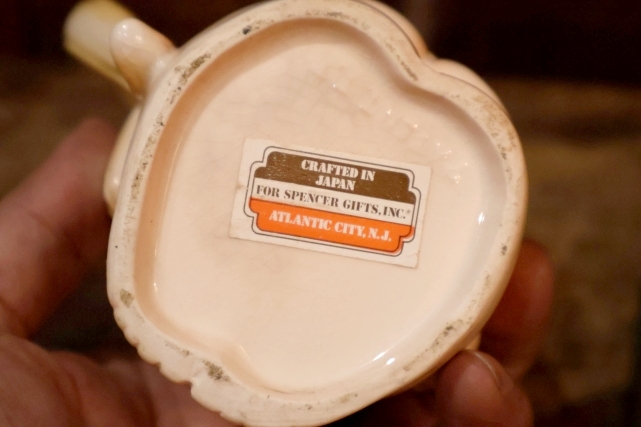 CRAFTED IN
JAPAN
FOR SPENCER GIFTS, INC.®
ATLANTIC CITY, N.J.